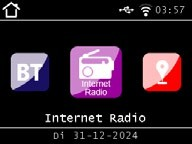 03:57
BT
Internet
Radio
Internet Radio
Di 31-12-2024